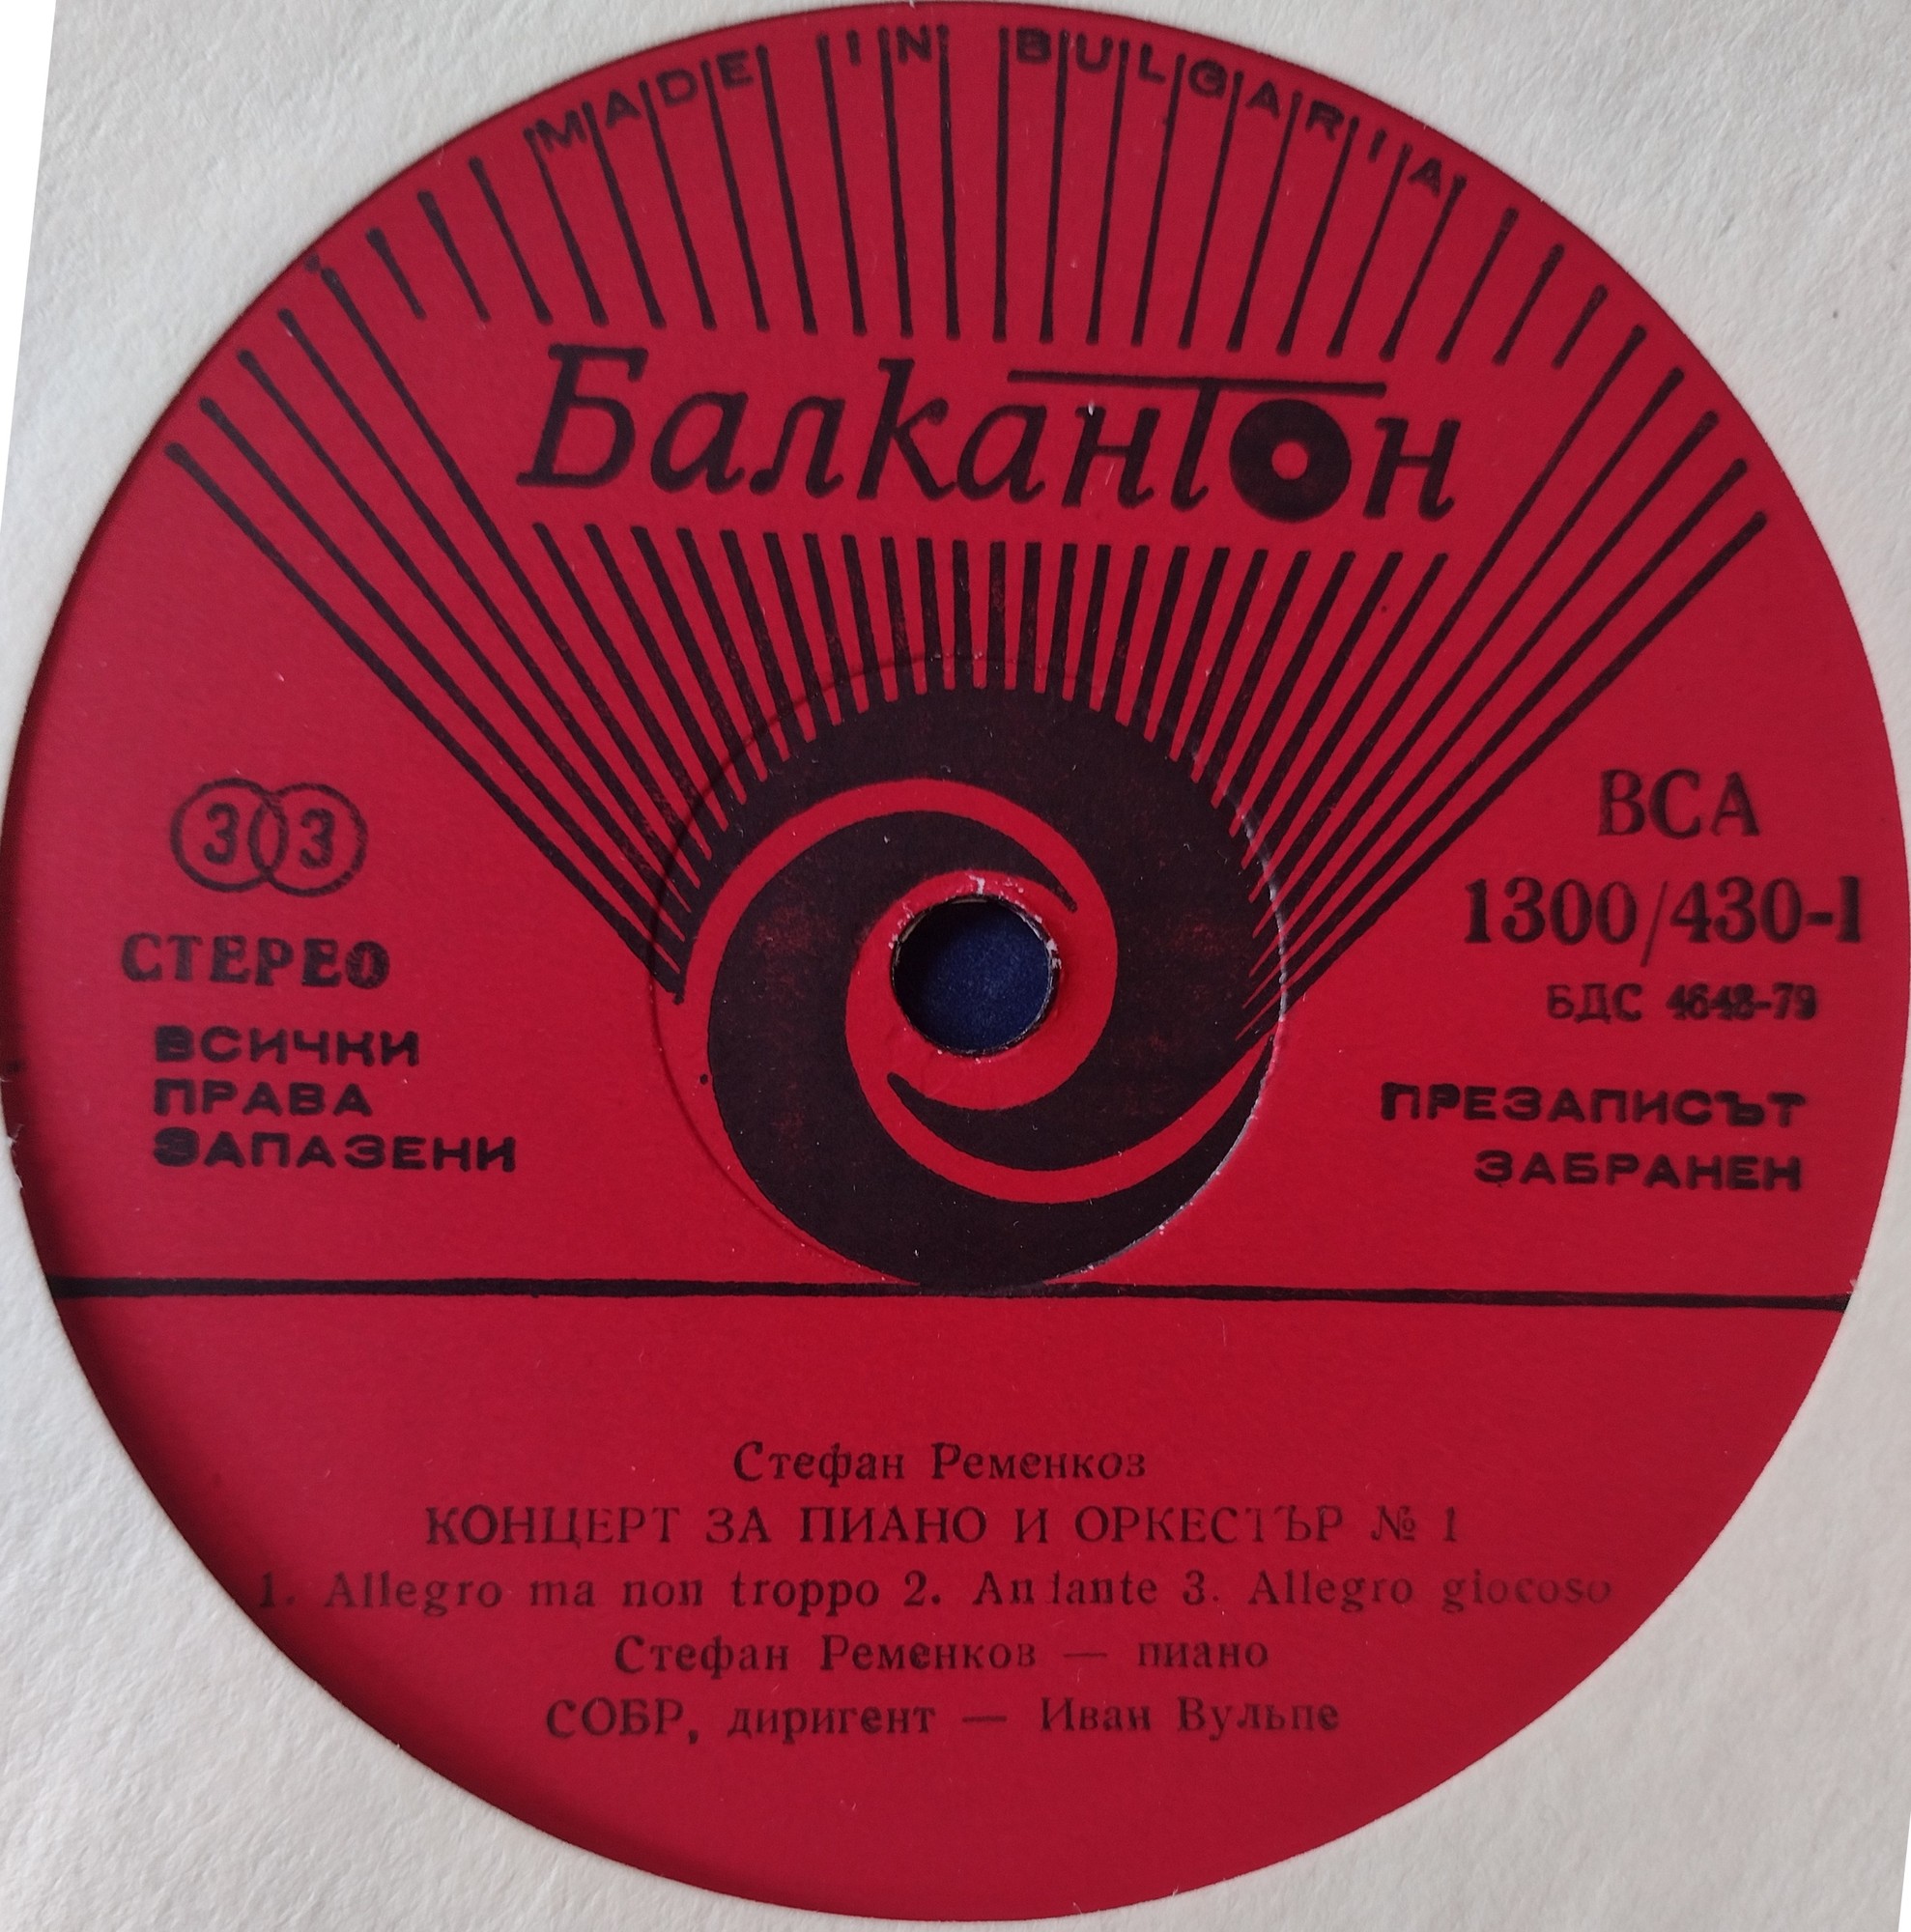 MADE IN BULGARIA
Балкантон
33
СТЕРЕО
ВСИЧКИ
ПРАВА
ЗАПАЗЕНИ
ВСА
1300/430-I
БДС 4648-79
ПРЕЗАПИСЪТ
ЗАБРАНЕН
Стефан Ременков
КОНЦЕРТ ЗА ПИАНО И ОРКЕСТЪР № 1
1. Allegro ma non troppo 2. Andante 3. Allegro giocoso
Стефан Ременков — пиано
СОБР, диригент — Иван Вульпе